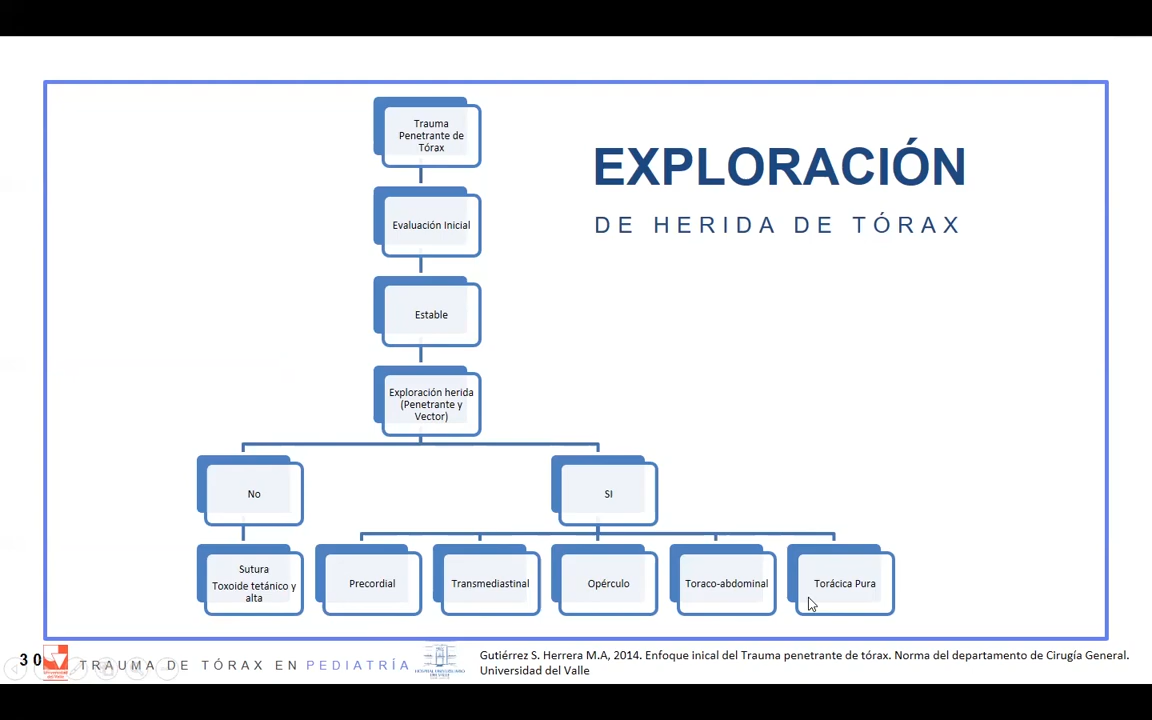 Trauma
Penetrante de
Tórax
EXPLORACIÓN
DE HERIDA DE TÓRAX
Evaluación Inicial
Estable
Exploración herida
(Penetrante y
Vector)
No
SI
Sutura
Toxoide tetánico y
alta
Precordial
Transmediastinal
Opérculo
Toraco-abdominal
Torácica Pura
30
TRAUMA DE TÓRAX EN PEDIATRÍA
Gutiérrez S. Herrera M.A, 2014. Enfoque inical del Trauma penetrante de tórax. Norma del departamento de Cirugía General.
Universidad del Valle